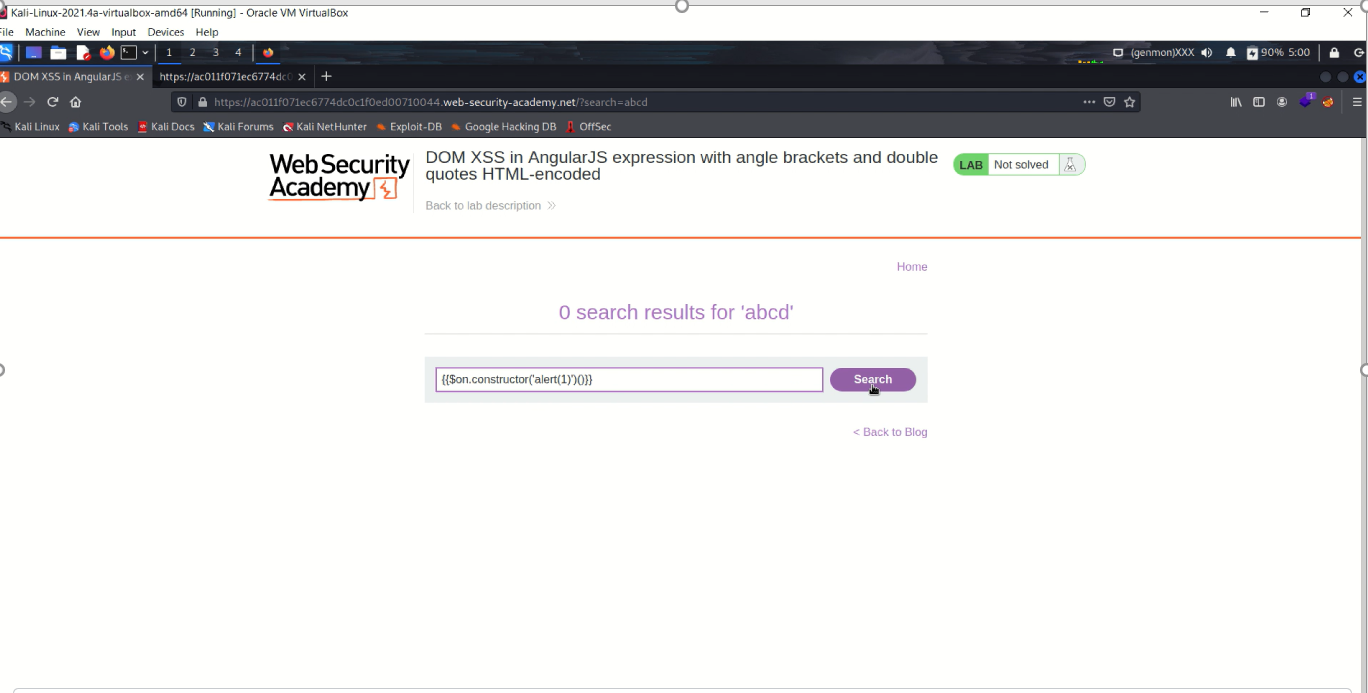 Kali-Linux-2021.4a-virtualbox-amd64 [Running] - Oracle VM VirtualBox
File Machine View Input Devices Help
1 2 3 4 (genmon)XXX 90% 5:00
DOM XSS in AngularJS e https://ac011f071ec6774dc0
https://ac011f071ec6774dc0c1f0ed00710044.web-security-academy.net/?search=abcd
Kali Linux Kali Tools Kali Docs Kali Forums Kali NetHunter Exploit-DB Google Hacking DB OffSec
Web Security
Academy
DOM XSS in AngularJS expression with angle brackets and double
quotes HTML-encoded
LAB Not solved
Back to lab description
Home
0 search results for 'abcd'
{{$on.constructor('alert(1)')()}}
Search
< Back to Blog